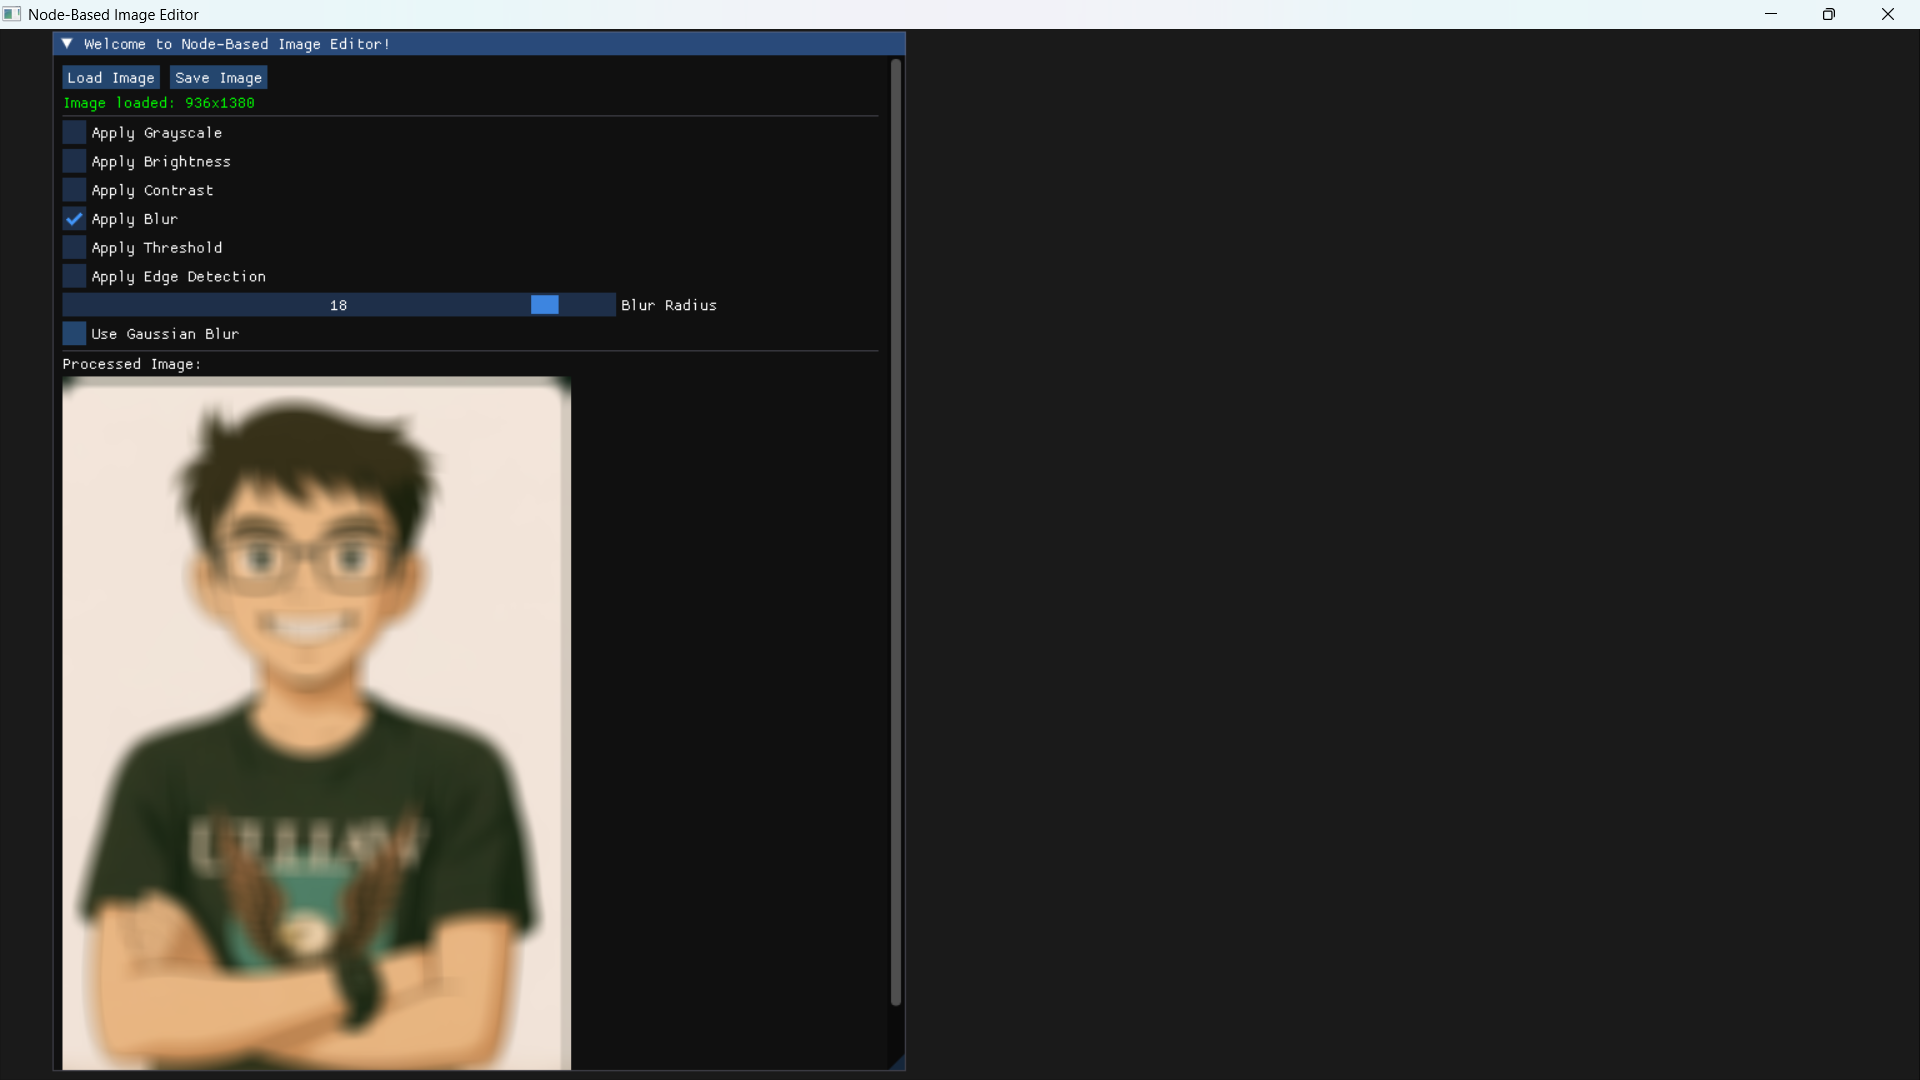 Node-Based Image Editor
Welcome to Node-Based Image Editor!
Load Image Save Image
Image loaded: 936x1380
Apply Grayscale
Apply Brightness
Apply Contrast
Apply Blur
Apply Threshold
Apply Edge Detection
18 Blur Radius
Use Gaussian Blur
Processed Image: